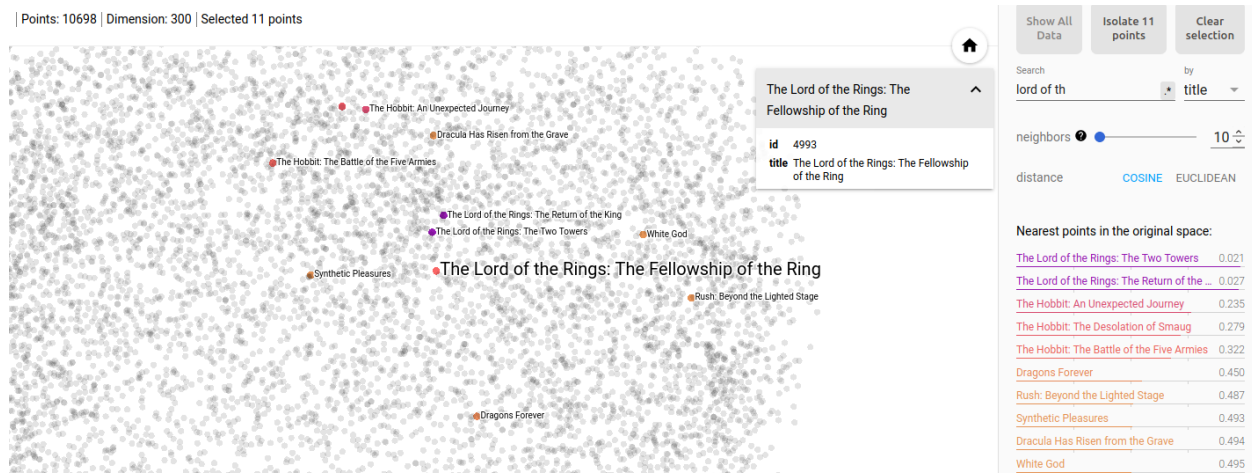 Points: 10698 | Dimension: 300 | Selected 11 points
Show All Data
Isolate 11 points
Clear selection
Search
by
lord of th
.*
title
neighbors ? 10
distance
COSINE
EUCLIDEAN
Nearest points in the original space:
The Lord of the Rings: The Two Towers 0.021
The Lord of the Rings: The Return of the ... 0.027
The Hobbit: An Unexpected Journey 0.235
The Hobbit: The Desolation of Smaug 0.279
The Hobbit: The Battle of the Five Armies 0.322
Dragons Forever 0.450
Rush: Beyond the Lighted Stage 0.487
Synthetic Pleasures 0.493
Dracula Has Risen from the Grave 0.494
White God 0.495
The Lord of the Rings: The
Fellowship of the Ring
id 4993
title The Lord of the Rings: The Fellowship
of the Ring
The Hobbit: An Unexpected Journey
Dracula Has Risen from the Grave
The Hobbit: The Battle of the Five Armies
The Lord of the Rings: The Return of the King
The Lord of the Rings: The Two Towers
White God
Synthetic Pleasures
The Lord of the Rings: The Fellowship of the Ring
Rush: Beyond the Lighted Stage
Dragons Forever